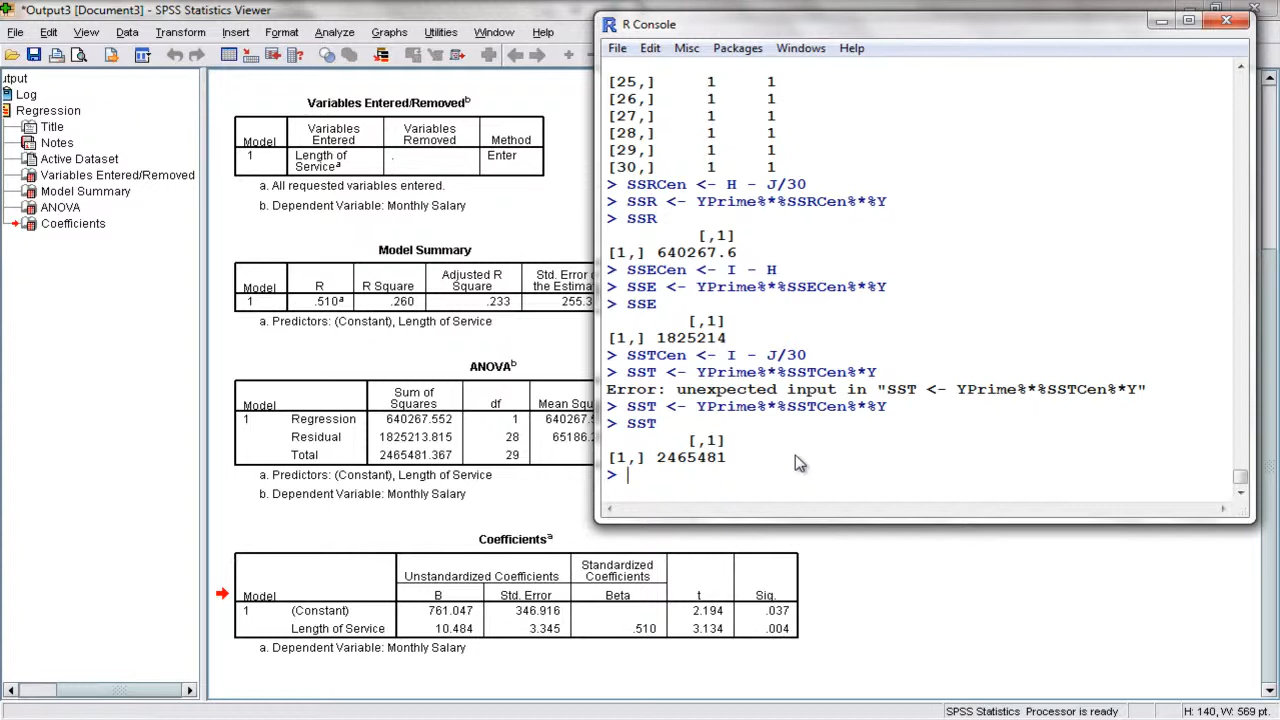 *Output3 [Document3] - SPSS Statistics Viewer
File Edit View Data Transform Insert Format Analyze Graphs Utilities Window Help
tput
Log
Regression
Title
Notes
Active Dataset
Variables Entered/Removed
Model Summary
ANOVA
Coefficients
Variables Entered/Removedb
Model Variables Entered Variables Removed Method
1 Length of Servicea . Enter
a. All requested variables entered.
b. Dependent Variable: Monthly Salary
Model Summary
Model R R Square Adjusted R Square Std. Error the Estima
1 .510a .260 .233 255.3
a. Predictors: (Constant), Length of Service
ANOVAb
Model Sum of Squares df Mean Squ
1 Regression 640267.552 1 640267.
Residual 1825213.815 28 65186.
Total 2465481.367 29
a. Predictors: (Constant), Length of Service
b. Dependent Variable: Monthly Salary
Coefficientsa
Unstandardized Coefficients Standardized Coefficients
Model B Std. Error Beta t Sig.
1 (Constant) 761.047 346.916 2.194 .037
Length of Service 10.484 3.345 .510 3.134 .004
a. Dependent Variable: Monthly Salary
R Console
File Edit Misc Packages Windows Help
[25,] 1 1
[26,] 1 1
[27,] 1 1
[28,] 1 1
[29,] 1 1
[30,] 1 1
> SSRCen <- H - J/30
> SSR <- YPrime%*%SSRCen%*%Y
> SSR
[,1]
[1,] 640267.6
> SSECen <- I - H
> SSE <- YPrime%*%SSECen%*%Y
> SSE
[,1]
[1,] 1825214
> SSTCen <- I - J/30
> SST <- YPrime%*%SSTCen%*Y
Error: unexpected input in "SST <- YPrime%*%SSTCen%*Y"
> SST <- YPrime%*%SSTCen%*%Y
> SST
[,1]
[1,] 2465481
>
SPSS Statistics Processor is ready H: 140, W: 569 pt.